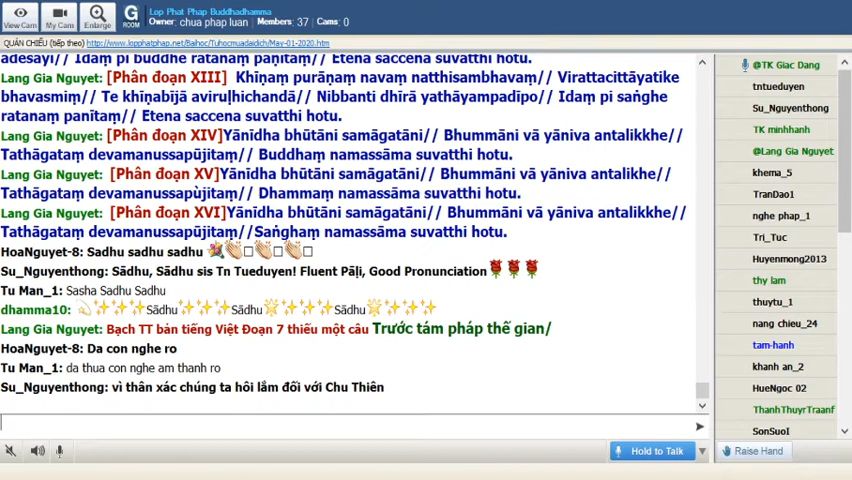 Lop Phat Phap Buddhadhamma
Owner: chua phap luan Members: 37 Cams: 0
View Cam My Cam Enlarge G ROOM
QUÁN CHIẾU (tiếp theo) http://www.lopphatphap.net/Baihoc/Tuhocmuadaidich/May-01-2020.htm
adesayi// Idaṃ pi buddhe ratanaṃ paṇītaṃ// Etena saccena suvatthi hotu.
Lang Gia Nguyet: [Phân đoạn XIII] Khīṇaṃ purāṇaṃ navaṃ natthisambhavaṃ// Virattacittāyatike
bhavasmiṃ// Te khīṇabījā aviruḷhichandā// Nibbanti dhīrā yathāyampadīpo// Idaṃ pi saṅghe
ratanaṃ panītaṃ// Etena saccena suvatthi hotu.
Lang Gia Nguyet: [Phân đoạn XIV]Yānīdha bhūtāni samāgatāni// Bhummāni vā yāniva antalikkhe//
Tathāgataṃ devamanussapūjitaṃ// Buddhaṃ namassāma suvatthi hotu.
Lang Gia Nguyet: [Phân đoạn XV]Yānīdha bhūtāni samāgatāni// Bhummāni vā yāniva antalikkhe//
Tathāgataṃ devamanussapùjitaṃ// Dhammaṃ namassāma suvatthi hotu.
Lang Gia Nguyet: [Phân đoạn XVI]Yānīdha bhūtāni samāgatāni// Bhummāni vā yāniva antalikkhe//
Tathāgataṃ devamanussapūjitaṃ//Saṅghaṃ namassāma suvatthi hotu.
HoaNguyet-8: Sadhu sadhu sadhu 💐👏👏👏
Su_Nguyenthong: Sādhu, Sādhu sis Tn Tueduyen! Fluent Pāḷi, Good Pronunciation 🌹🌹🌹
Tu Man_1: Sasha Sadhu Sadhu
dhamma10: 💫✨✨✨Sādhu✨✨✨Sādhu🌟✨✨✨Sādhu🌟✨✨✨
Lang Gia Nguyet: Bạch TT bản tiếng Việt Đoạn 7 thiếu một câu Trước tám pháp thế gian/
HoaNguyet-8: Da con nghe ro
Tu Man_1: da thua con nghe am thanh ro
Su_Nguyenthong: vì thân xác chúng ta hôi lắm đối với Chu Thiên
@TK Giac Dang
tntueduyen
Su_Nguyenthong
TK minhhanh
@Lang Gia Nguyet
khema_5
TranDao1
nghe phap_1
Tri_Tuc
Huyenmong2013
thy lam
thuytu_1
nang chieu_24
tam-hanh
khanh an_2
HueNgoc 02
ThanhThuyrTraanf
SonSuoI
Hold to Talk
Raise Hand